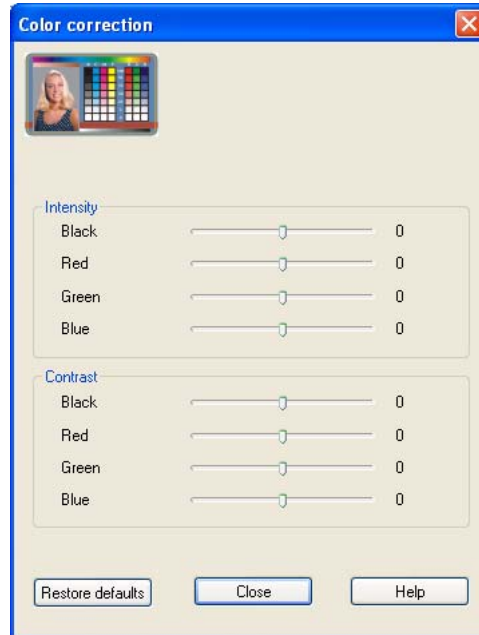 Color correction
Intensity
Black 0
Red 0
Green 0
Blue 0
Contrast
Black 0
Red 0
Green 0
Blue 0
Restore defaults Close Help